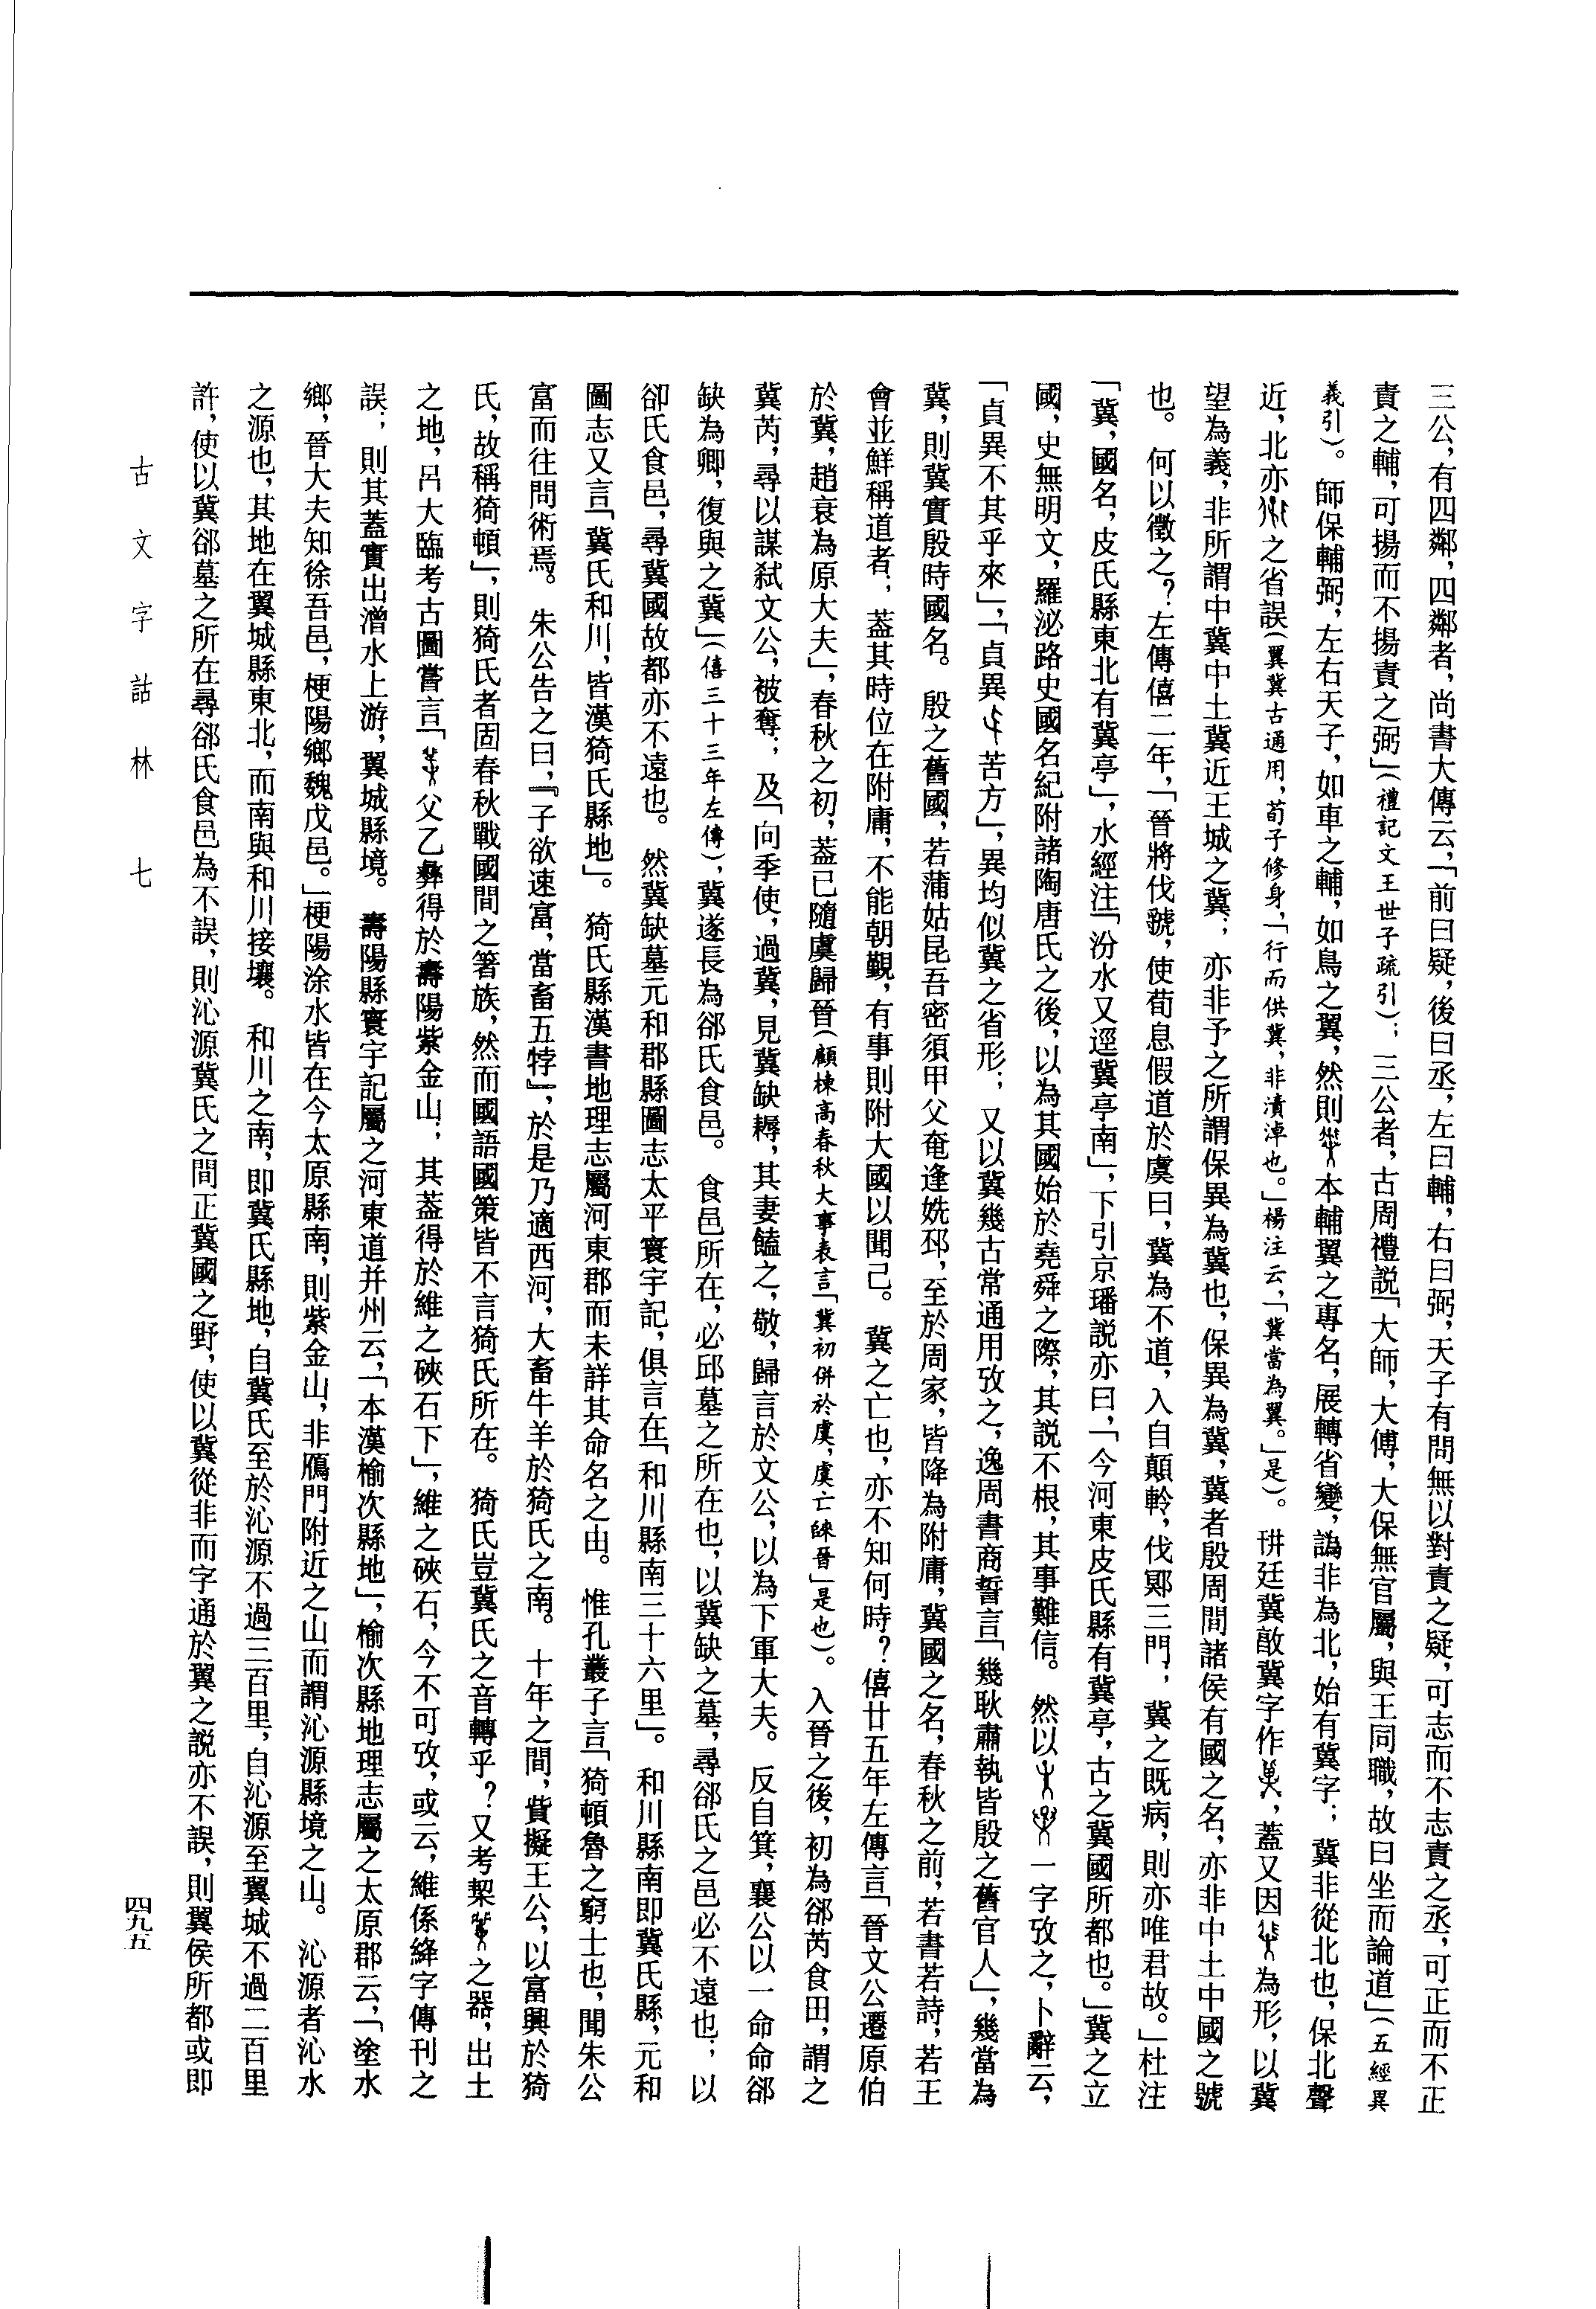 三公，有四鄰，四鄰者，尚書大傳云，「前曰疑，後曰丞，左曰輔，右曰弼，天子有問無以對責之疑，可志而不志責之丞，可正而不正
責之輔，可揚而不揚責之弼」（禮記文王世子疏引）；三公者，古周禮説「大師，大傅，大保無官屬，與王同職，故曰坐而論道」（五經異
義引）。師保輔弼，左右天子，如車之輔，如鳥之翼，然則本輔翼之專名，展轉省變，譌非為北，始有冀字；冀非從北也，保北聲
近，北亦之省誤（翼冀古通用，荀子修身，「行而供冀，非漬淖也。」楊注云，「冀當為翼。」是）。廷冀敔冀字作，蓋又因為形，以冀
望為義，非所謂中冀中土冀近王城之冀；亦非予之所謂保異為冀也，保異為冀，冀者殷周間諸侯有國之名，亦非中土中國之號
也。何以徵之？左傳僖二年，「晉將伐虢，使荀息假道於虞曰，冀為不道，入自顛軨，伐鄍三門，冀之既病，則亦唯君故。」杜注
「冀，國名，皮氏縣東北有冀亭」，水經注「汾水又逕冀亭南」，下引京璠説亦曰，「今河東皮氏縣有冀亭，古之冀國所都也。」冀之立
國，史無明文，羅泌路史國名紀附諸陶唐氏之後，以為其國始於堯舜之際，其説不根，其事難信。然以一字攷之，卜辭云，
「貞異不其乎來」，「貞異苦方」，異均似冀之省形；又以冀幾古常通用攷之，逸周書商誓言「幾耿肅執皆殷之舊官人」，幾當為
冀，則冀實殷時國名。殷之舊國，若蒲姑昆吾密須甲父奄逢姺邳，至於周家，皆降為附庸，冀國之名，春秋之前，若書若詩，若王
會並鮮稱道者；葢其時位在附庸，不能朝覲，有事則附大國以聞己。冀之亡也，亦不知何時？僖廿五年左傳言「晉文公遷原伯
於冀，趙衰為原大夫」，春秋之初，葢已隨虞歸晉（顧棟高春秋大事表言「冀初併於虞，虞亡歸晉」是也）。入晉之後，初為郤芮食田，謂之
冀芮，尋以謀弒文公，被奪；及「向季使，過冀，見冀缺耨，其妻饁之，敬，歸言於文公，以為下軍大夫。反自箕，襄公以一命命郤
缺為卿，復與之冀」（僖三十三年左傳），冀遂長為郤氏食邑。食邑所在，必邱墓之所在也，以冀缺之墓，尋郤氏之邑必不遠也；以
郤氏食邑，尋冀國故都亦不遠也。然冀缺墓元和郡縣圖志太平寰宇記，俱言在「和川縣南三十六里」。和川縣南即冀氏縣，元和
圖志又言「冀氏和川，皆漢猗氏縣地」。猗氏縣漢書地理志屬河東郡而未詳其命名之由。惟孔叢子言「猗頓魯之窮士也，聞朱公
富而往問術焉。朱公告之曰，『子欲速富，當畜五牸』，於是乃適西河，大畜牛羊於猗氏之南。十年之間，貲擬王公，以富興於猗
氏，故稱猗頓」，則猗氏者固春秋戰國間之箸族，然而國語國策皆不言猗氏所在。猗氏豈冀氏之音轉乎？又考栔之器，出土
之地，呂大臨考古圖嘗言「父乙彝得於壽陽紫金山；其葢得於維之硤石下」，維之硤石，今不可攷，或云，維係絳字傳刊之
誤；則其葢實出澮水上游，翼城縣境。壽陽縣寰宇記屬之河東道并州云，「本漢榆次縣地」，榆次縣地理志屬之太原郡云，「塗水
鄉，晉大夫知徐吾邑，梗陽鄉魏戊邑。」梗陽涂水皆在今太原縣南，則紫金山，非鴈門附近之山而謂沁源縣境之山。沁源者沁水
之源也，其地在翼城縣東北，而南與和川接壤。和川之南，即冀氏縣地，自冀氏至於沁源不過三百里，自沁源至翼城不過二百里
許，使以冀郤墓之所在尋郤氏食邑為不誤，則沁源冀氏之間正冀國之野，使以冀從非而字通於翼之説亦不誤，則翼侯所都或即
古文字詁林 七
四九五